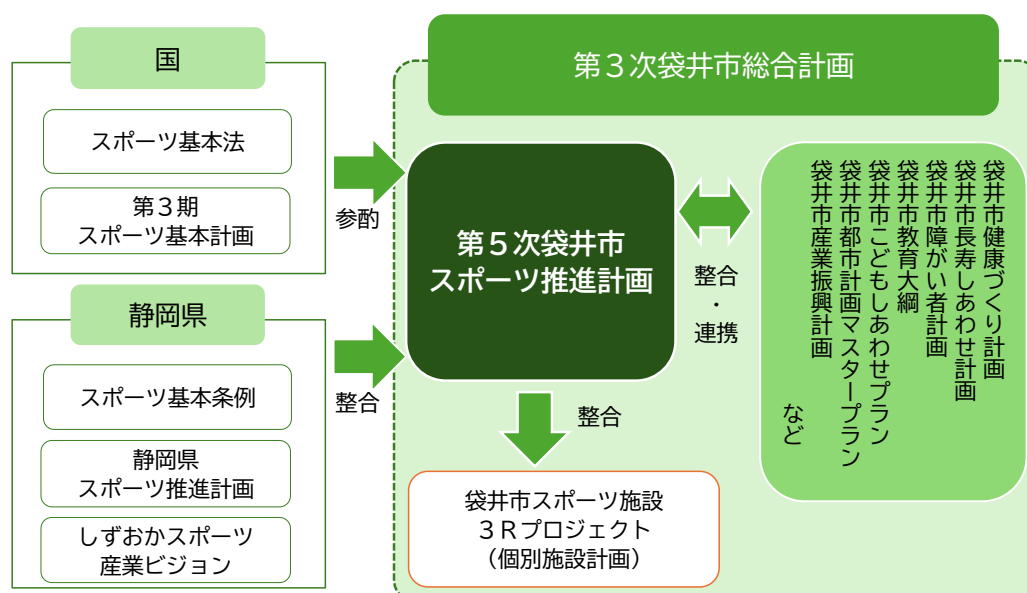 国
スポーツ基本法
第３期
スポーツ基本計画
参酌
静岡県
スポーツ基本条例
静岡県
スポーツ推進計画
しずおかスポーツ
産業ビジョン
整合
第３次袋井市総合計画
第５次袋井市
スポーツ推進計画
整合
・
連携
袋井市健康づくり計画
袋井市長寿しあわせ計画
袋井市障がい者計画
袋井市教育大綱
袋井市こどもしあわせプラン
袋井市都市計画マスタープラン
袋井市産業振興計画
など
整合
袋井市スポーツ施設
３Ｒプロジェクト
（個別施設計画）